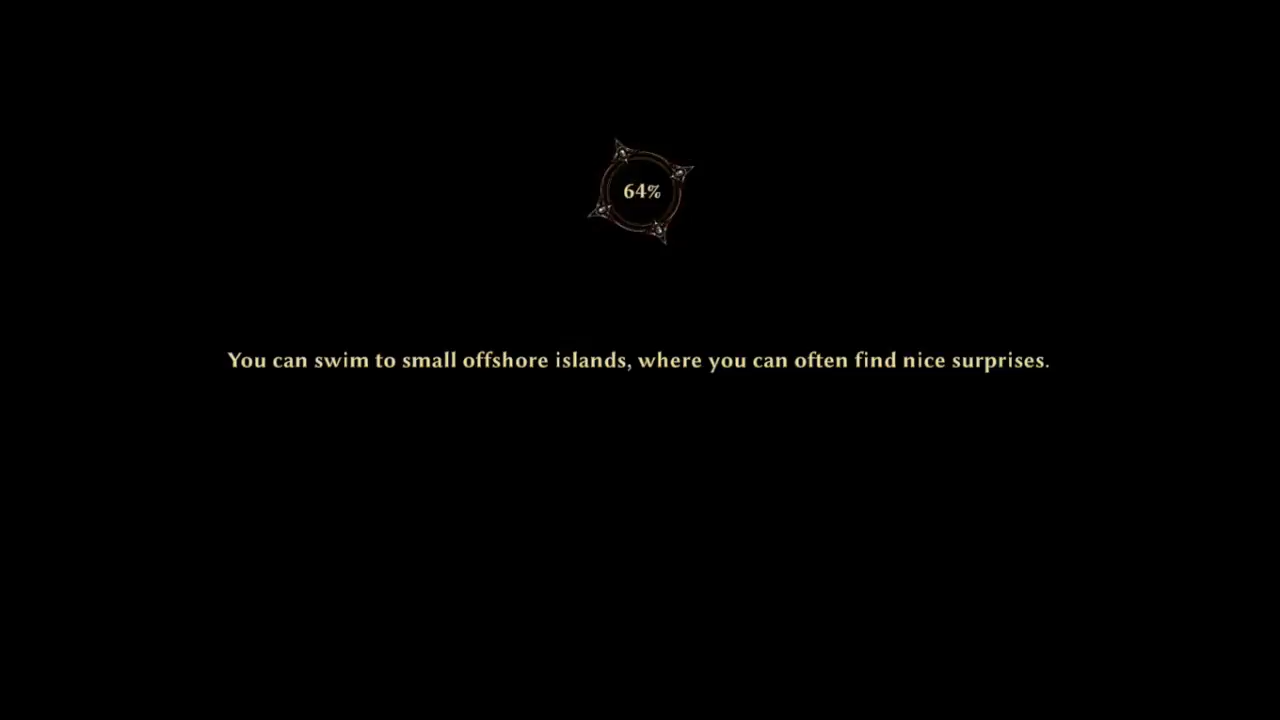 64%
You can swim to small offshore islands, where you can often find nice surprises.